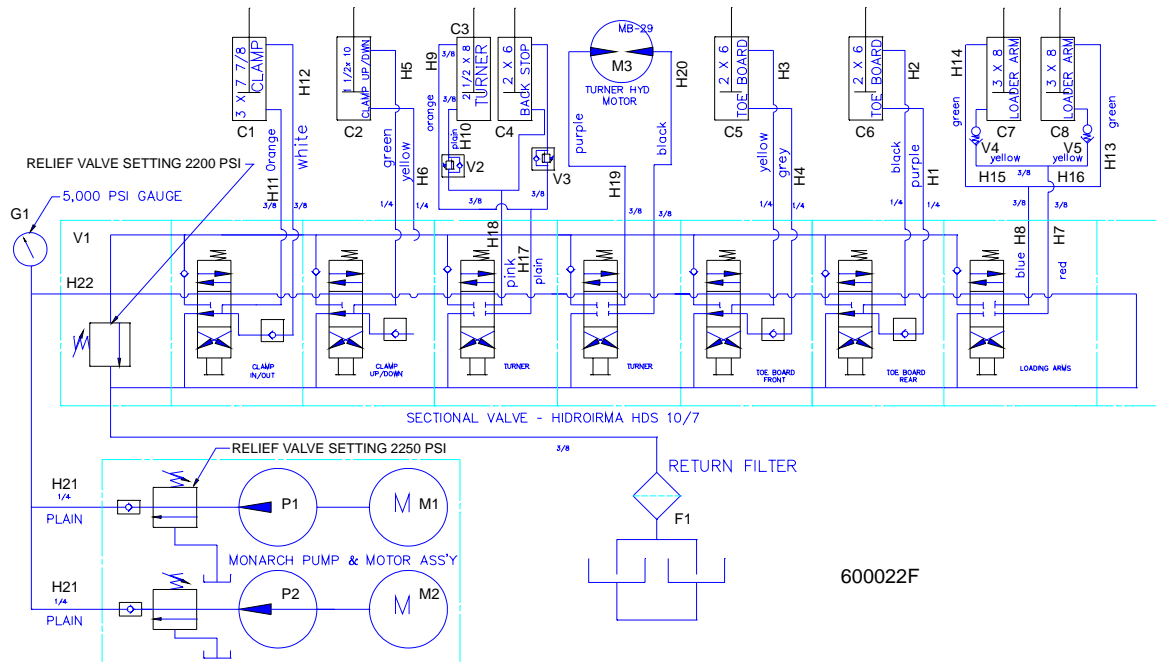 MB-29
C3
3 X 7 7/8
CLAMP
H12
1 1/2x 10
CLAMP UP/DWN
H5
H9
3/8
2 1/2 X 8
TURNER
2 X 6
BACK STOP
M3
H20
2 X 6
TOE BOARD
H3
2 X 6
TOE BOARD
H2
H14
3 X 8
LOADER ARM
3 X 8
LOADER ARM
TURNER HYD
MOTOR
C1
C2
C4
C5
C6
C7
C8
Orange
white
green
yellow
orange
3/8
plain
H10
purple
black
yellow
grey
black
purple
green
green
V4
V5
yellow
yellow
RELIEF VALVE SETTING 2200 PSI
H11
H6
V2
V3
H19
H4
H1
H15
3/8
H16
H13
5,000 PSI GAUGE
G1
3/8
3/8
1/4
1/4
3/8
3/8
3/8
3/8
1/4
1/4
1/4
1/4
3/8
3/8
V1
H18
H17
pink
plain
H8
H7
blue
red
H22
CLAMP
IN/OUT
CLAMP
UP/DOWN
TURNER
TURNER
TOE BOARD
FRONT
TOE BOARD
REAR
LOADING ARMS
SECTIONAL VALVE - HIDROIRMA HDS 10/7
RELIEF VALVE SETTING 2250 PSI
3/8
RETURN FILTER
H21
1/4
PLAIN
P1
M
M1
F1
MONARCH PUMP & MOTOR ASS'Y
600022F
H21
1/4
PLAIN
P2
M
M2